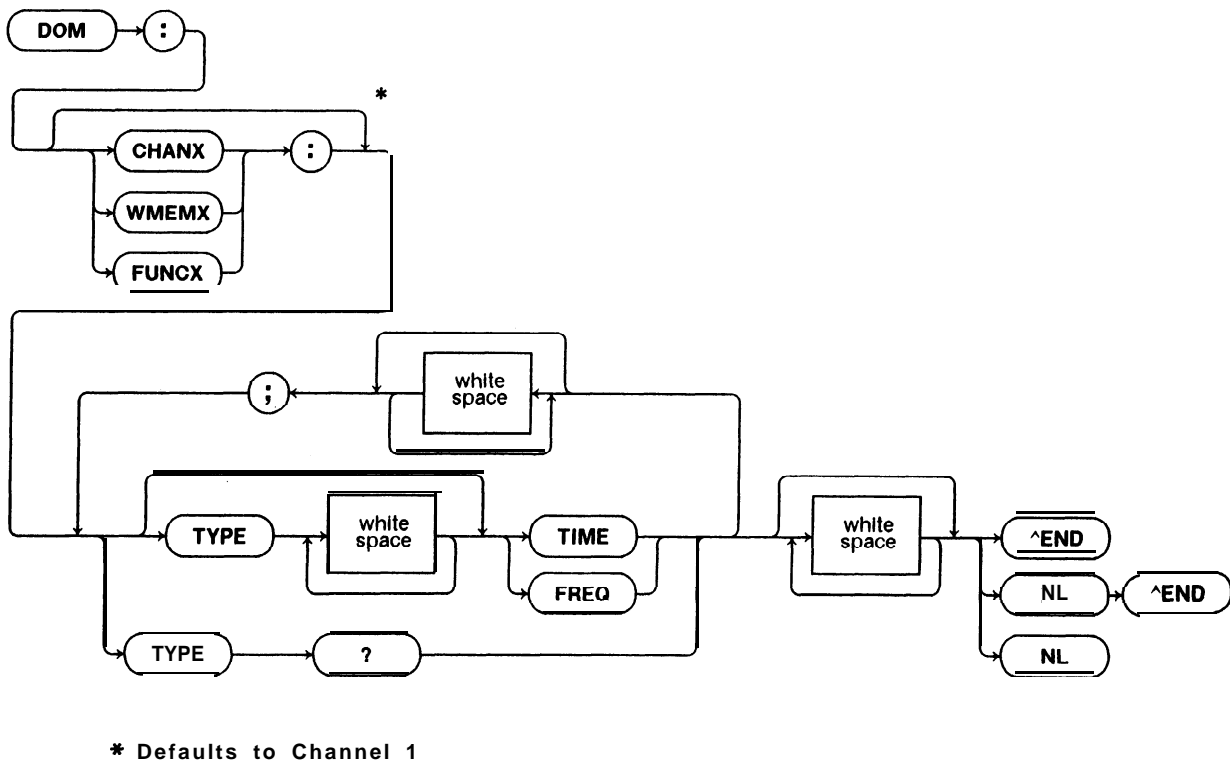 DOM :
*
CHANX :
WMEMX
FUNCX
white
space
;
TYPE
white
space
TIME
FREQ
white
space
^END
NL ^END
NL
TYPE ?
* Defaults to Channel 1